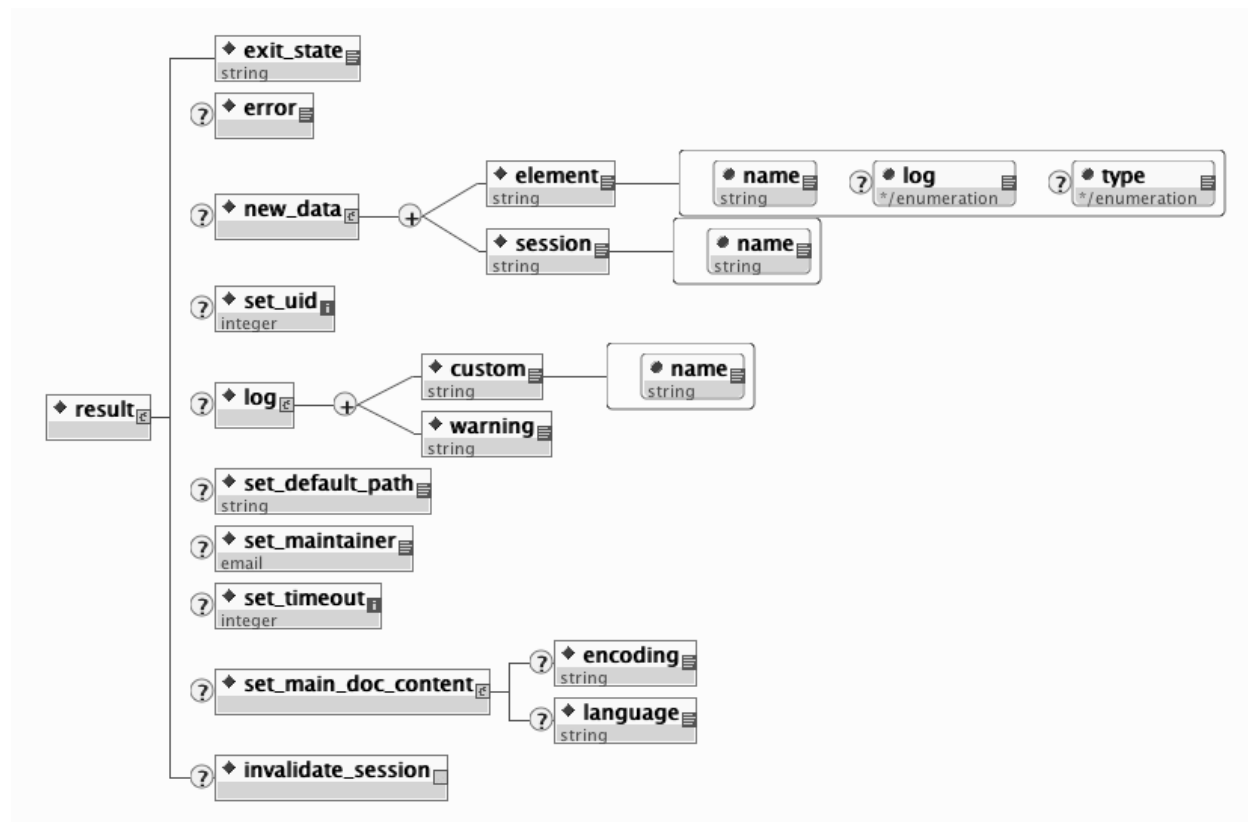 exit_state
string
?
error
element
string
name
string
?
log
*/enumeration
?
type
*/enumeration
?
new_data
+
session
string
name
string
?
set_uid
integer
custom
string
name
string
result
?
log
+
warning
string
?
set_default_path
string
?
set_maintainer
email
?
set_timeout
integer
?
encoding
string
?
set_main_doc_content
?
language
string
?
invalidate_session